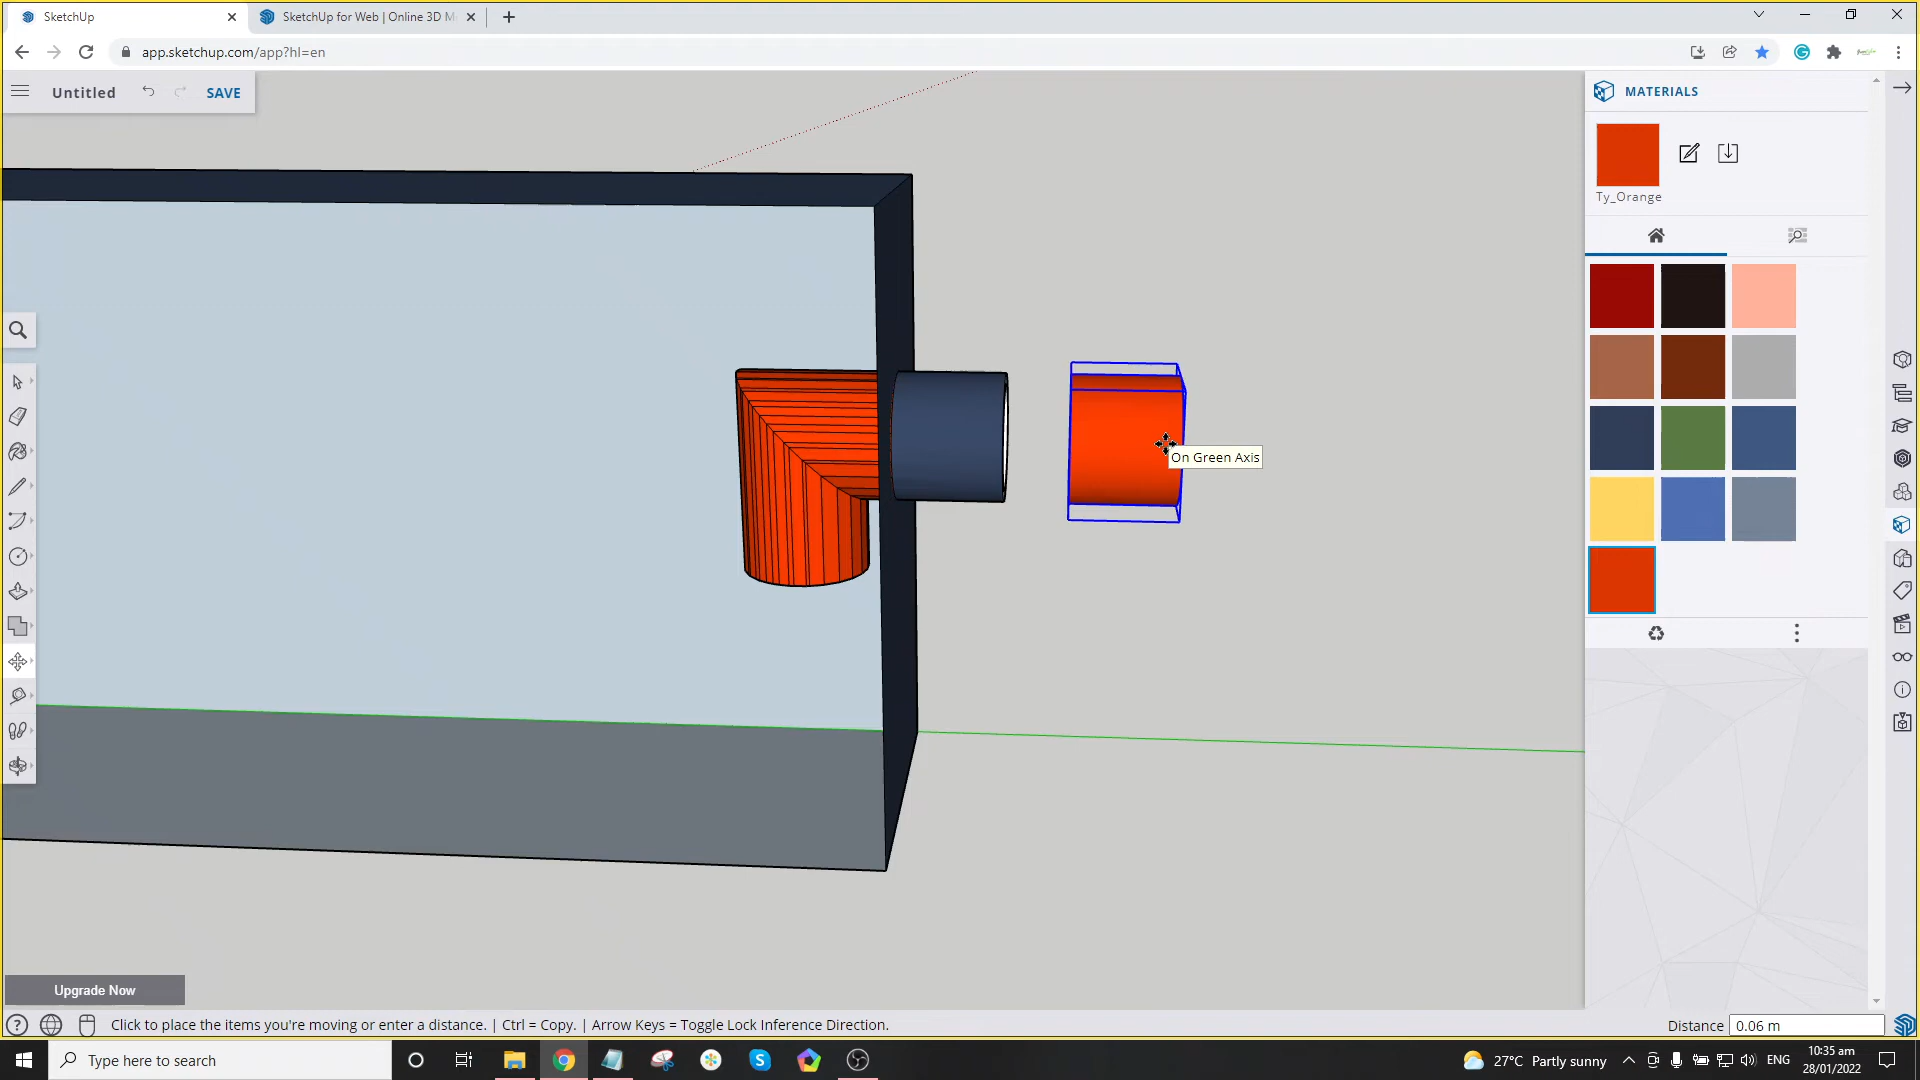 SketchUp
SketchUp for Web | Online 3D M
app.sketchup.com/app?hl=en
Untitled
SAVE
MATERIALS
Ty_Orange
On Green Axis
Upgrade Now
Click to place the items you're moving or enter a distance. | Ctrl = Copy. | Arrow Keys = Toggle Lock Inference Direction.
Distance
0.06 m
Type here to search
27°C Partly sunny
ENG
10:35 am
28/01/2022